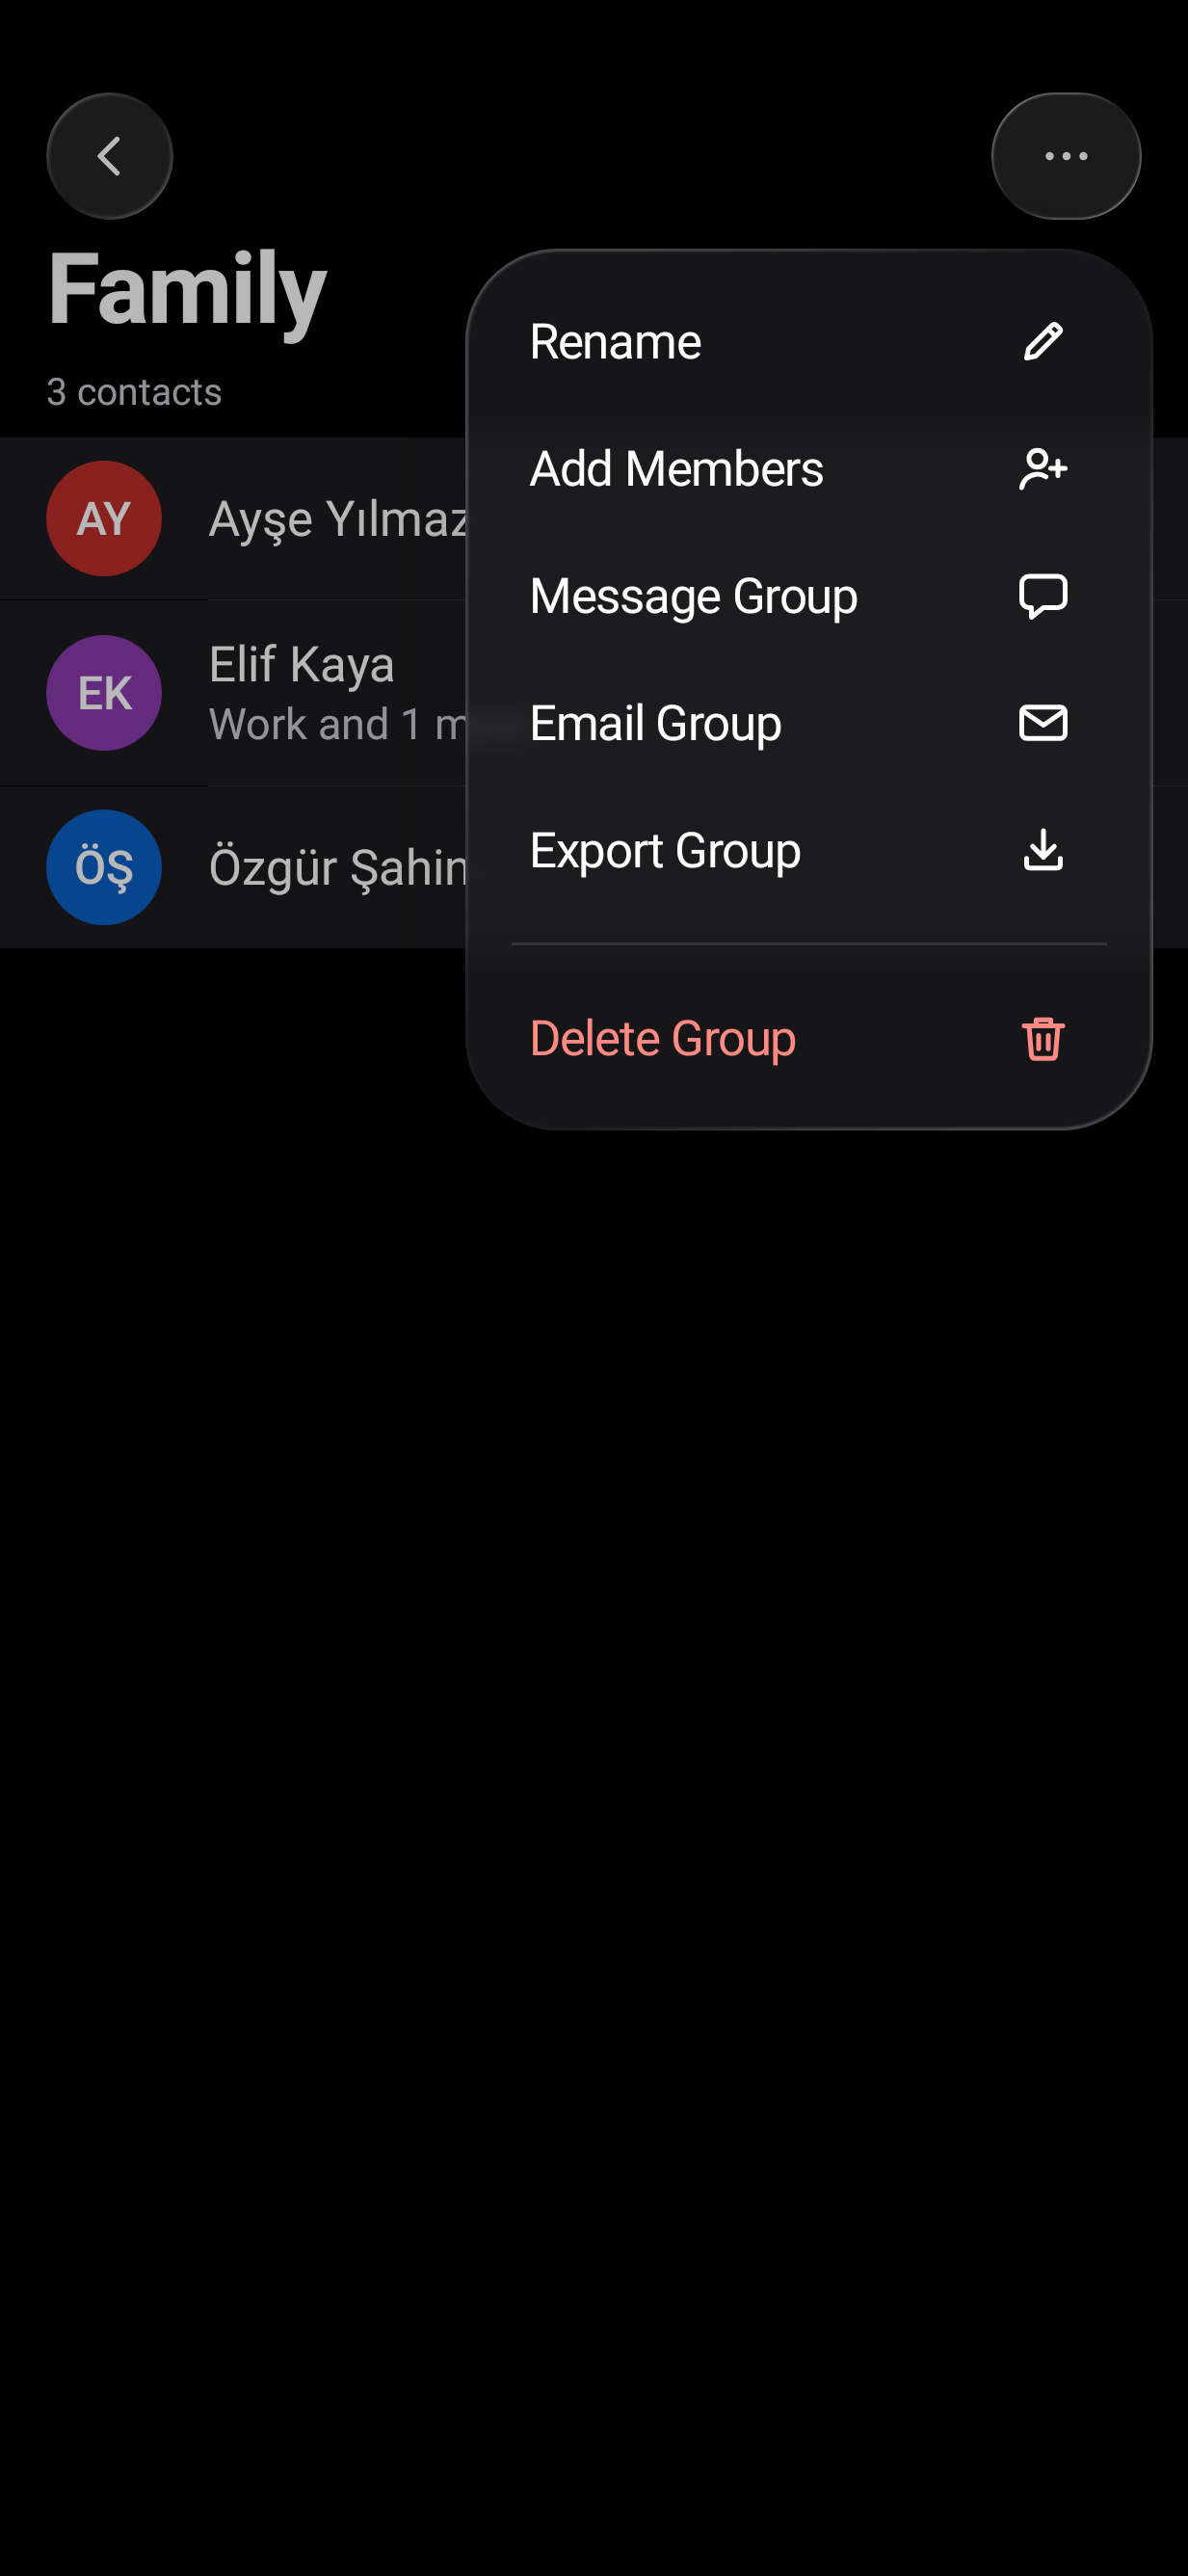 Family
3 contacts
AY
Ayşe Yılmaz
EK
Elif Kaya
Work and 1
ÖŞ
Özgür Şahin
Rename
Add Members
Message Group
Email Group
Export Group
Delete Group